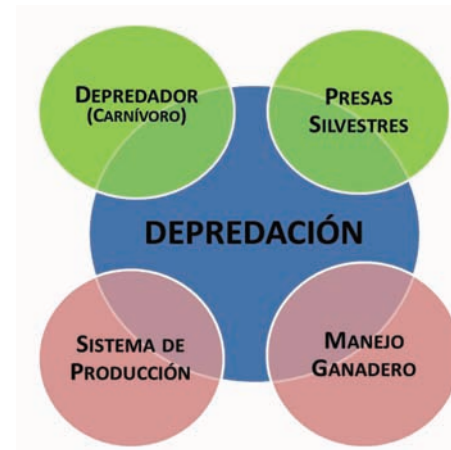 DEPREDADOR
(CARNÍVORO)
PRESAS
SILVESTRES
DEPREDACIÓN
SISTEMA DE
PRODUCCIÓN
MANEJO
GANADERO